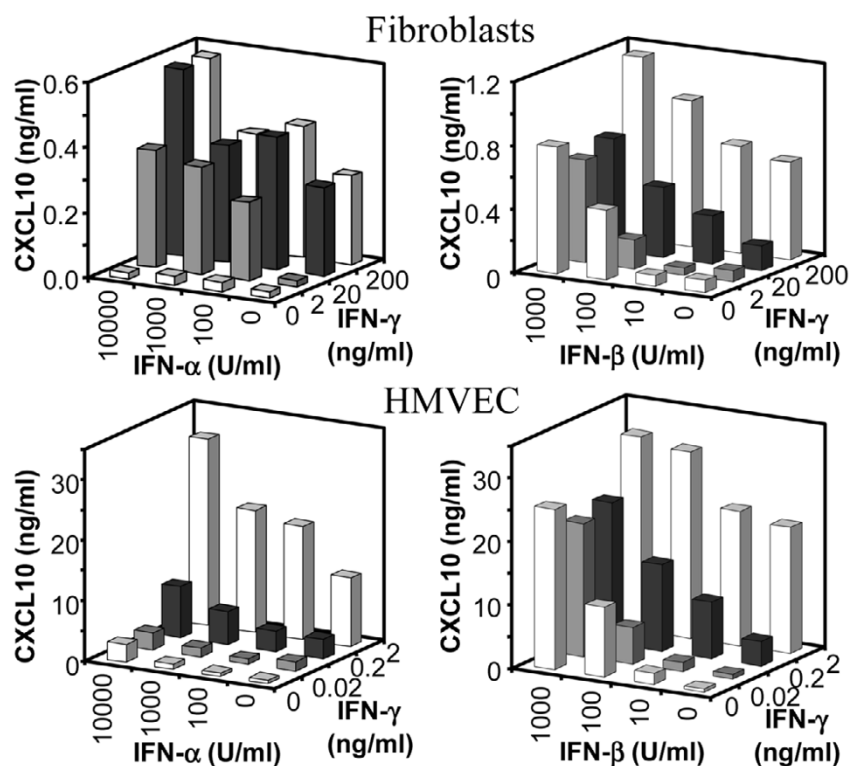 Fibroblasts
CXCL10 (ng/ml)
0.6
0.4
0.2
0.0
10000
1000
100
0
IFN-α (U/ml)
0
2
20
200
IFN-γ
(ng/ml)
CXCL10 (ng/ml)
1.2
0.8
0.4
0
1000
100
10
0
IFN-β (U/ml)
0
2
20
200
IFN-γ
(ng/ml)
HMVEC
CXCL10 (ng/ml)
30
20
10
0
10000
1000
100
0
IFN-α (U/ml)
0
0.02
0.2
2
IFN-γ
(ng/ml)
CXCL10 (ng/ml)
30
20
10
0
1000
100
10
0
IFN-β (U/ml)
0
0.02
0.2
2
IFN-γ
(ng/ml)